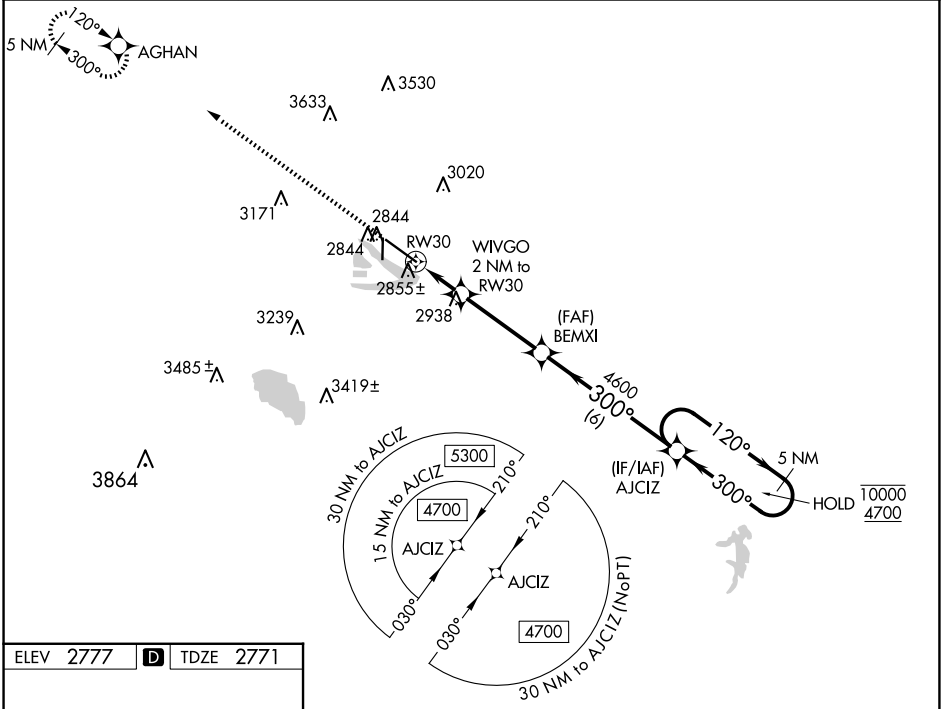 120°
5 NM
300°
AGHAN
3530
3633
3020
3171
2844
2844
RW30
WIVGO
2 NM to
RW30
2855±
2938
(FAF)
BEMXI
3239
3485±
3419±
4600
300°
(6)
120°
5 NM
(IF/IAF)
AJCIZ
300°
HOLD
10000
4700
3864
30 NM to AJCIZ
5300
210°
15 NM to AJCIZ
4700
AJCIZ
030°
210°
AJCIZ
030°
4700
30 NM to AJCIZ (NoPT)
ELEV 2777 D TDZE 2771